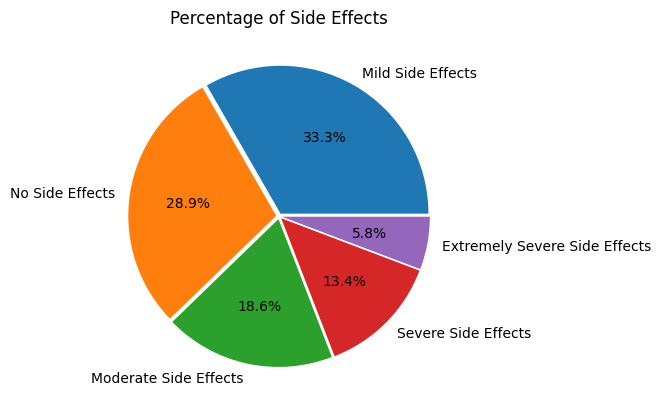 Percentage of Side Effects
Mild Side Effects
33.3%
No Side Effects
28.9%
5.8%
Extremely Severe Side Effects
13.4%
18.6%
Severe Side Effects
Moderate Side Effects